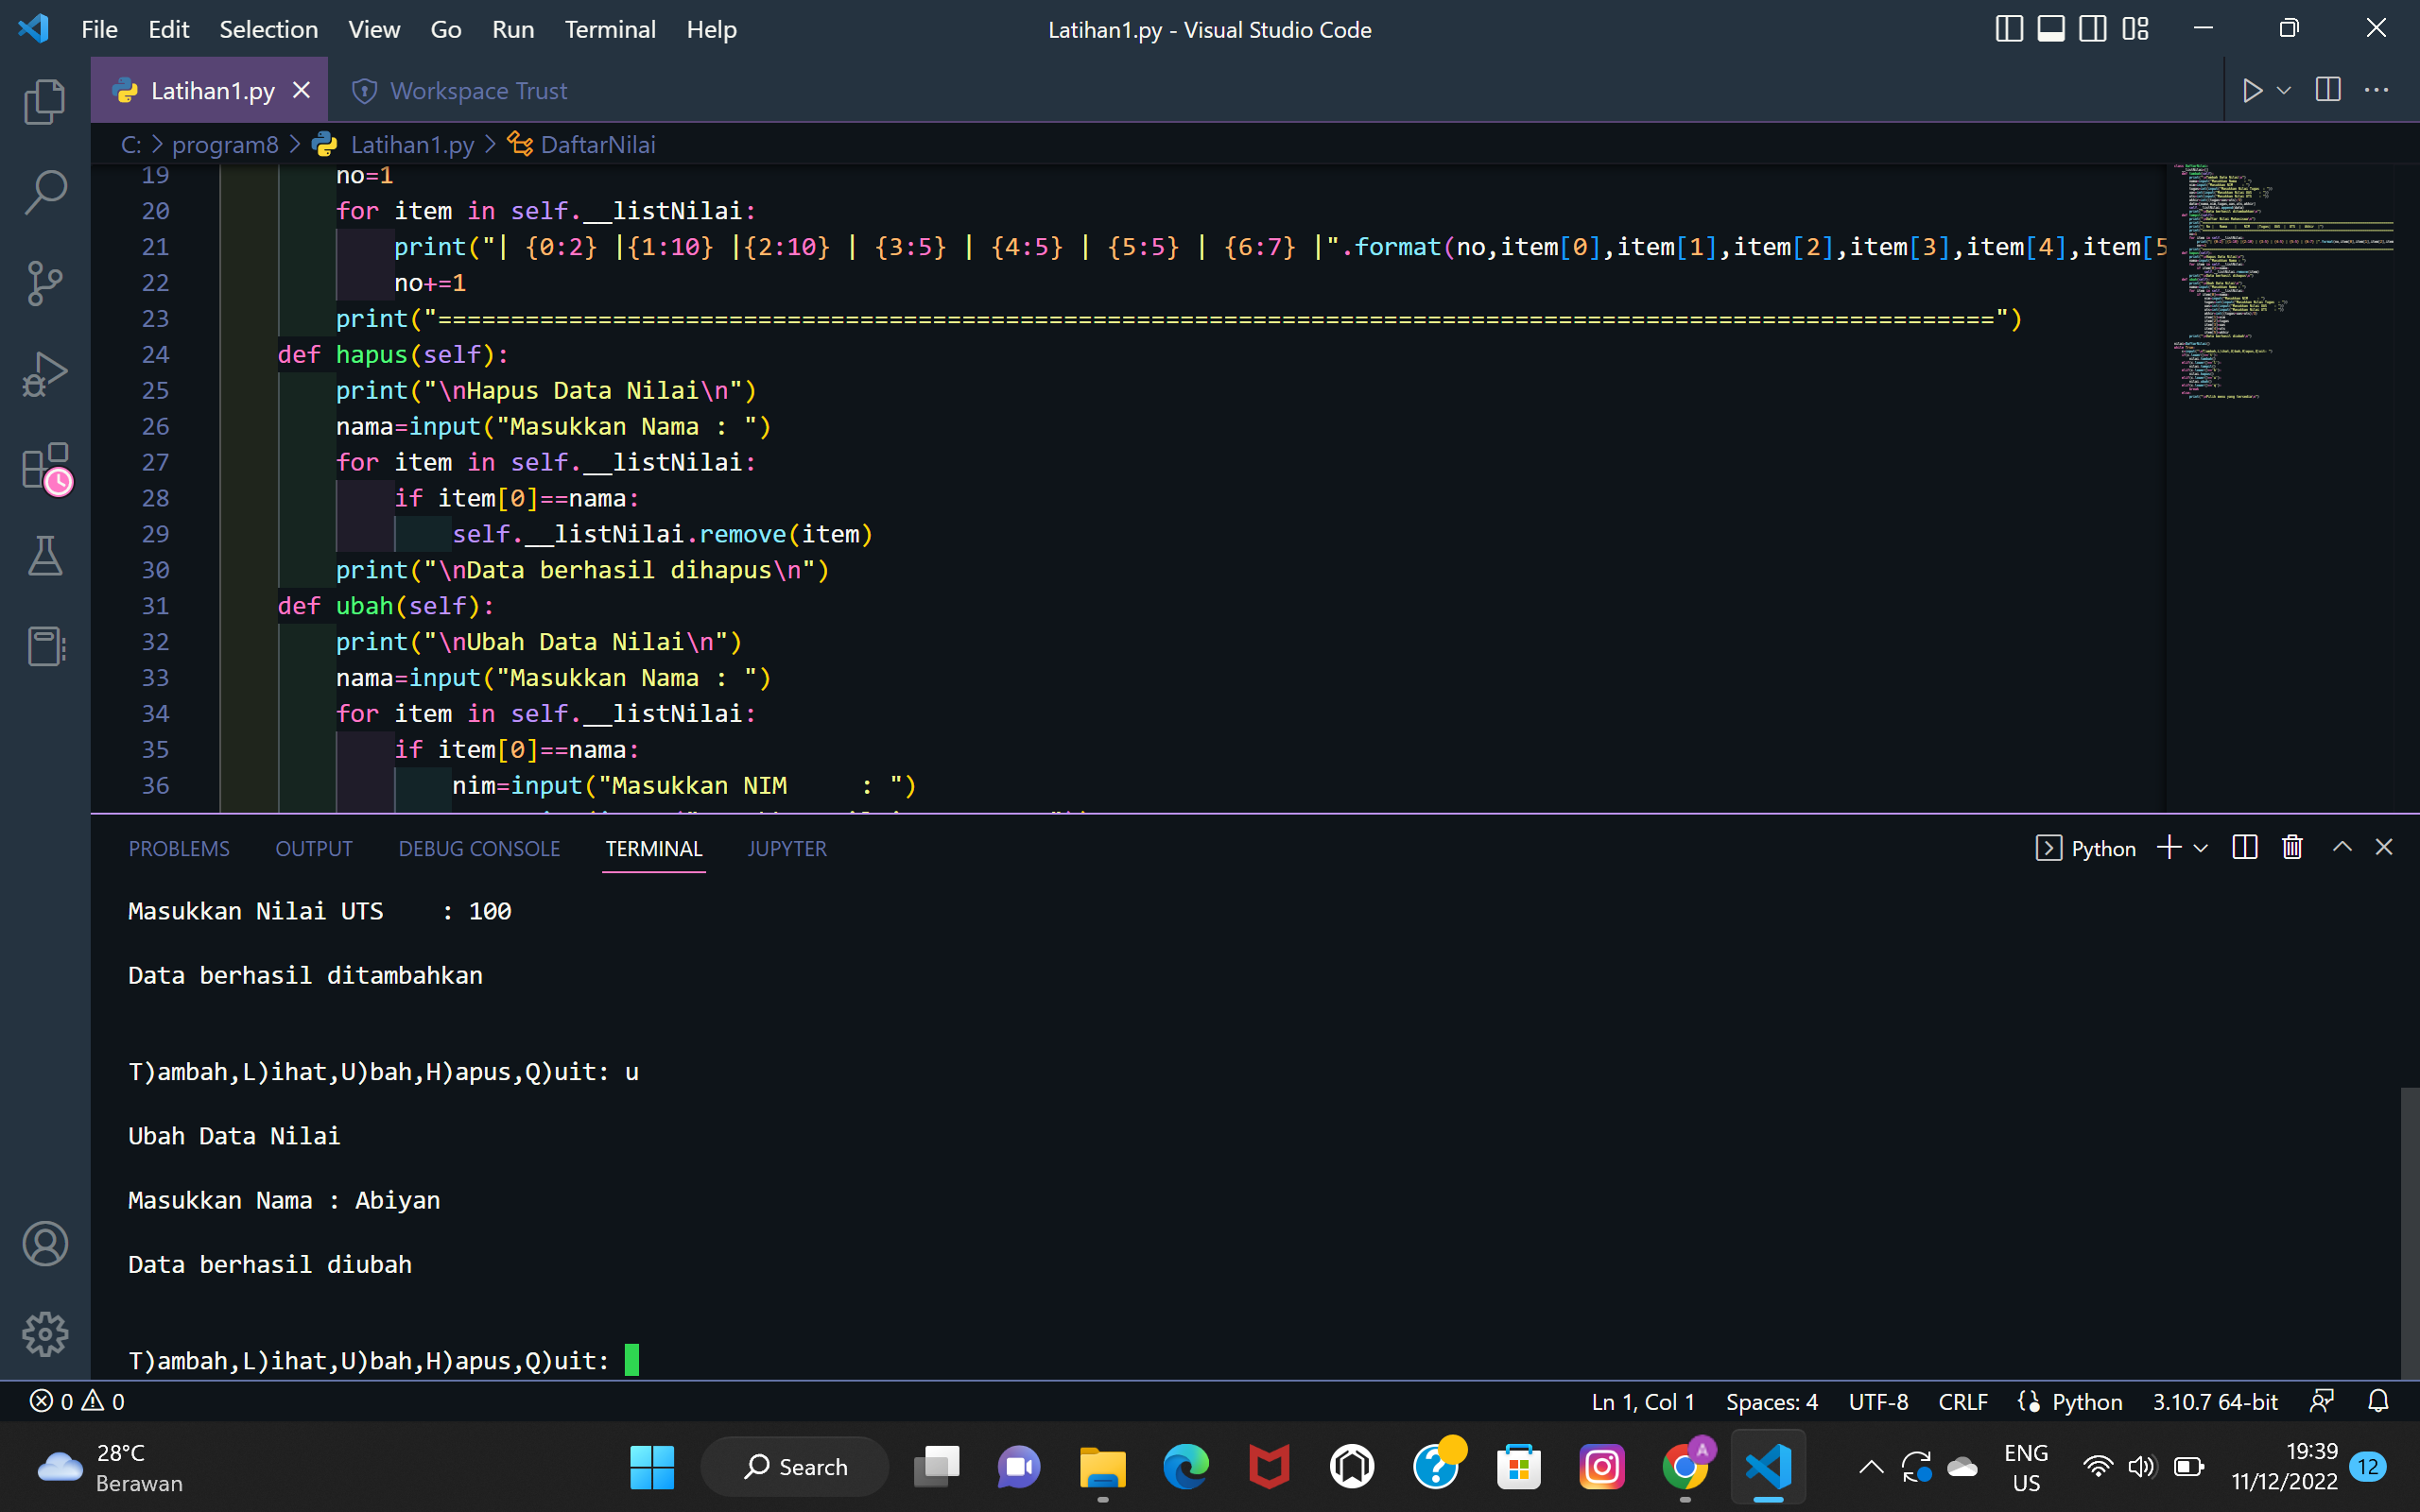 File Edit Selection View Go Run Terminal Help
Latihan1.py - Visual Studio Code
Latihan1.py
Workspace Trust
C: > program8 > Latihan1.py > DaftarNilai
19 no=1
20 for item in self.__listNilai:
21 print("| {0:2} |{1:10} |{2:10} | {3:5} | {4:5} | {5:5} | {6:7} |".format(no,item[0],item[1],item[2],item[3],item[4],item[5
22 no+=1
23 print("===========================================================================================================")
24 def hapus(self):
25 print("\nHapus Data Nilai\n")
26 nama=input("Masukkan Nama : ")
27 for item in self.__listNilai:
28 if item[0]==nama:
29 self.__listNilai.remove(item)
30 print("\nData berhasil dihapus\n")
31 def ubah(self):
32 print("\nUbah Data Nilai\n")
33 nama=input("Masukkan Nama : ")
34 for item in self.__listNilai:
35 if item[0]==nama:
36 nim=input("Masukkan NIM     : ")
PROBLEMS OUTPUT DEBUG CONSOLE TERMINAL JUPYTER
Python
Masukkan Nilai UTS    : 100
Data berhasil ditambahkan
T)ambah,L)ihat,U)bah,H)apus,Q)uit: u
Ubah Data Nilai
Masukkan Nama : Abiyan
Data berhasil diubah
T)ambah,L)ihat,U)bah,H)apus,Q)uit:
0 0
Ln 1, Col 1 Spaces: 4 UTF-8 CRLF Python 3.10.7 64-bit
28°C
Berawan
Search
A
ENG
US
19:39
11/12/2022
12